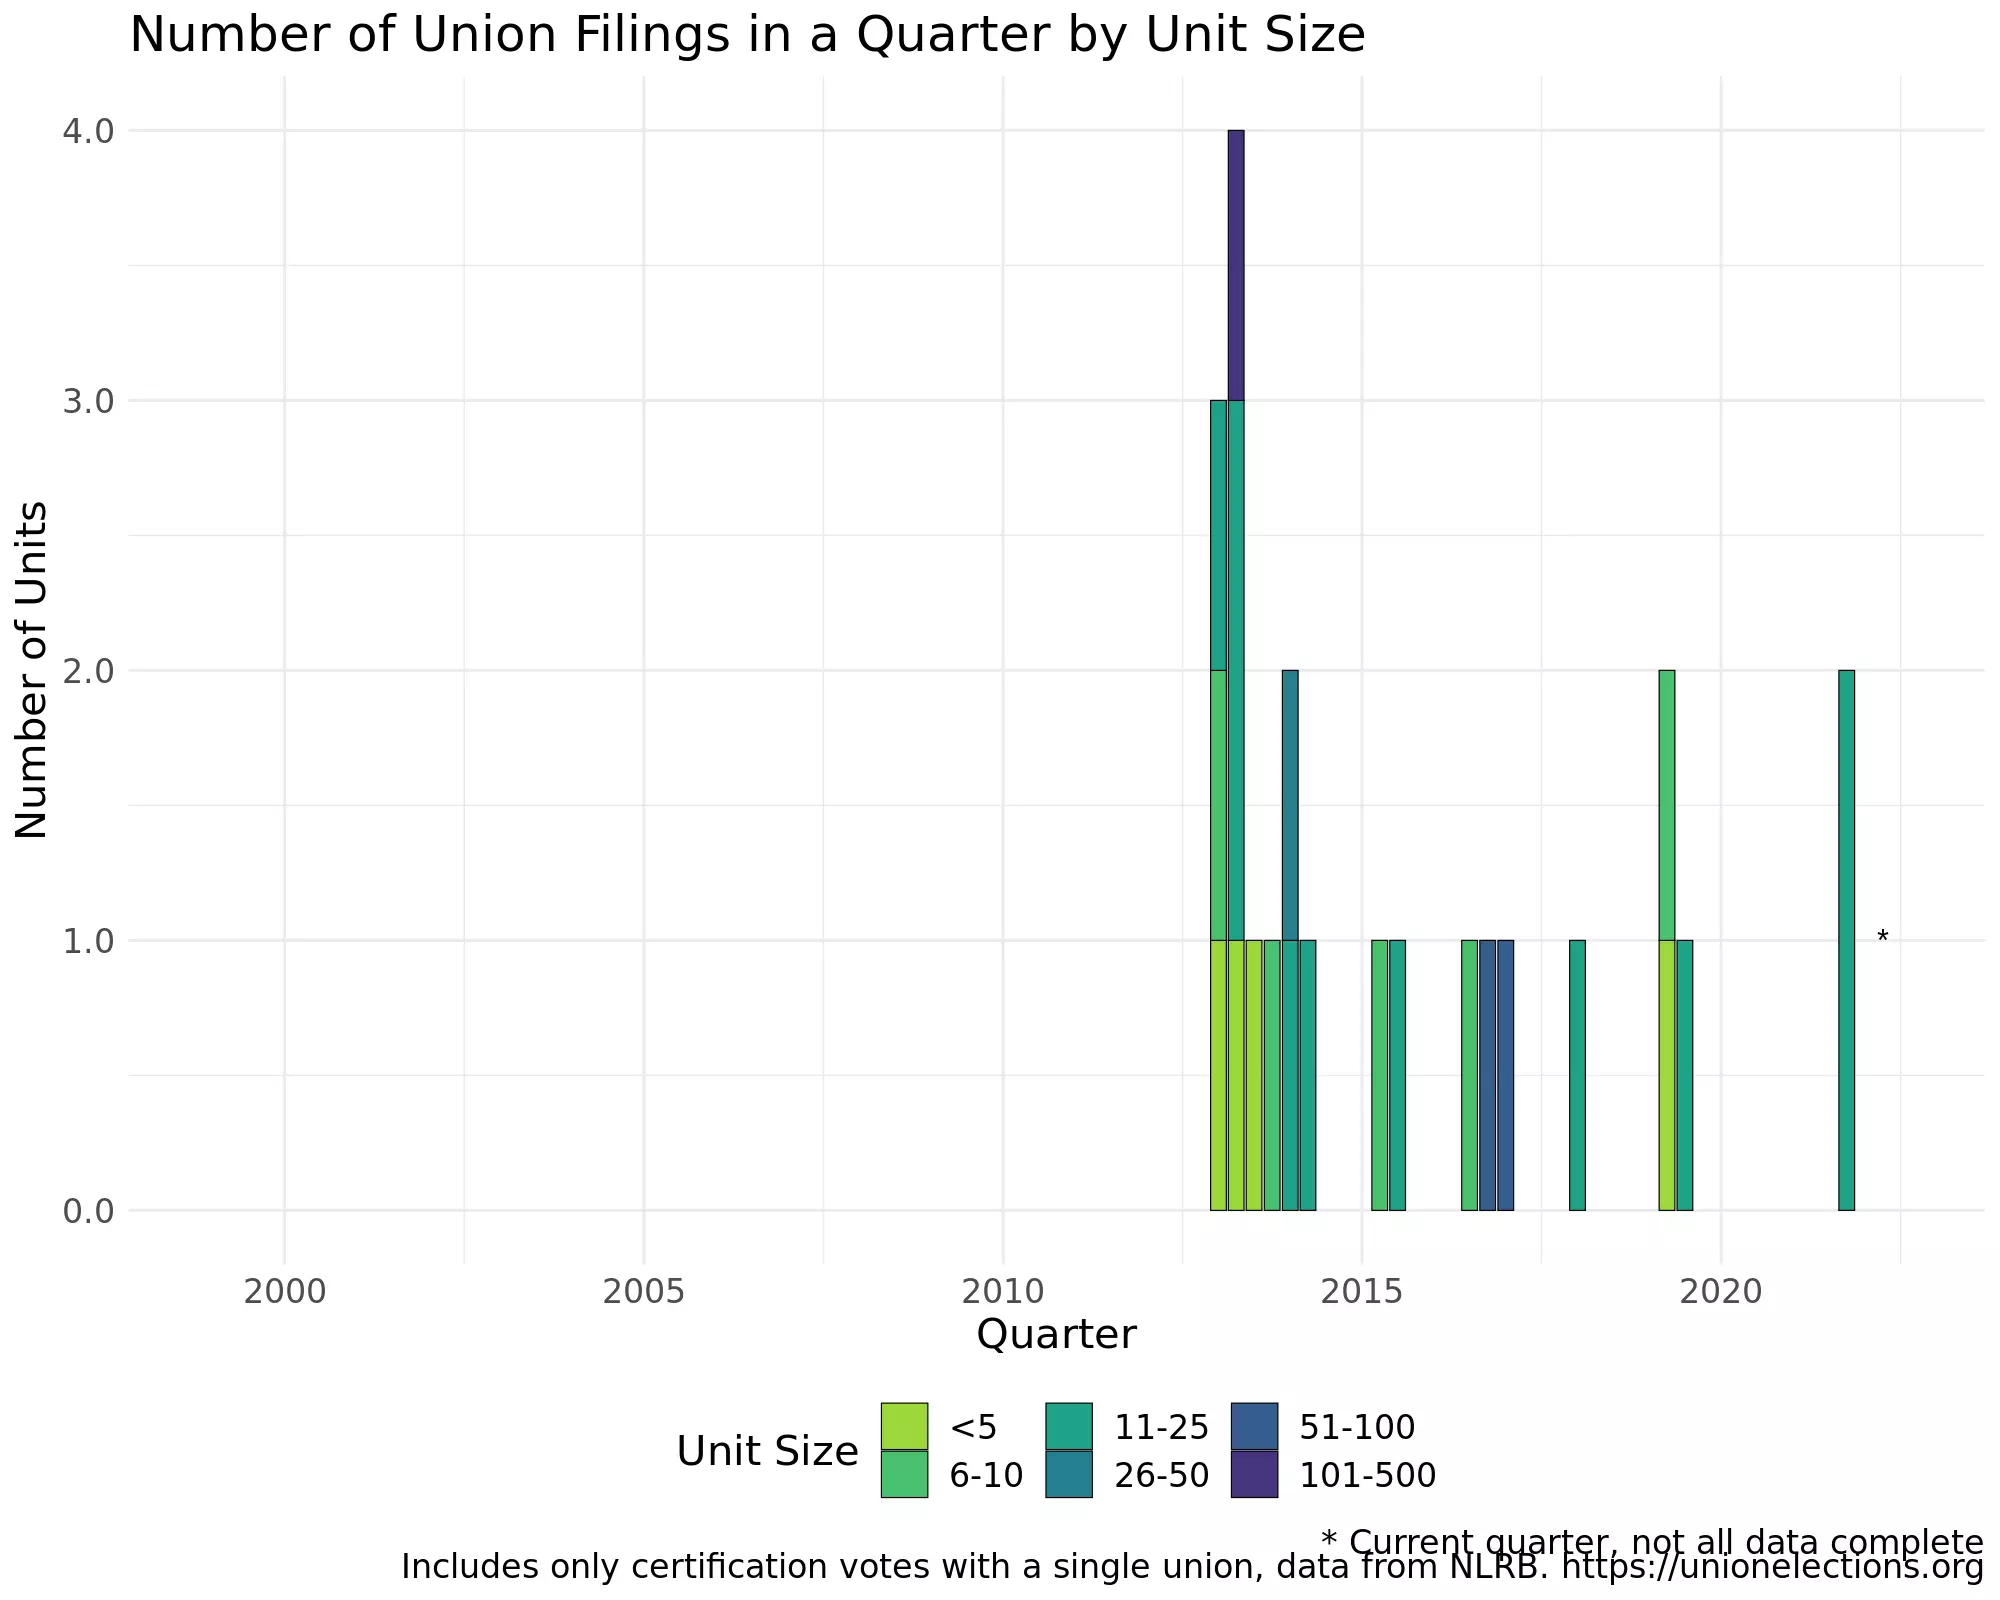 Number of Union Filings in a Quarter by Unit Size
Number of Units
4.0
3.0
2.0
1.0
0.0
*
2000 2005 2010 2015 2020
Quarter
Unit Size
<5 11-25 51-100
6-10 26-50 101-500
* Current quarter, not all data complete
Includes only certification votes with a single union, data from NLRB. https://unionelections.org